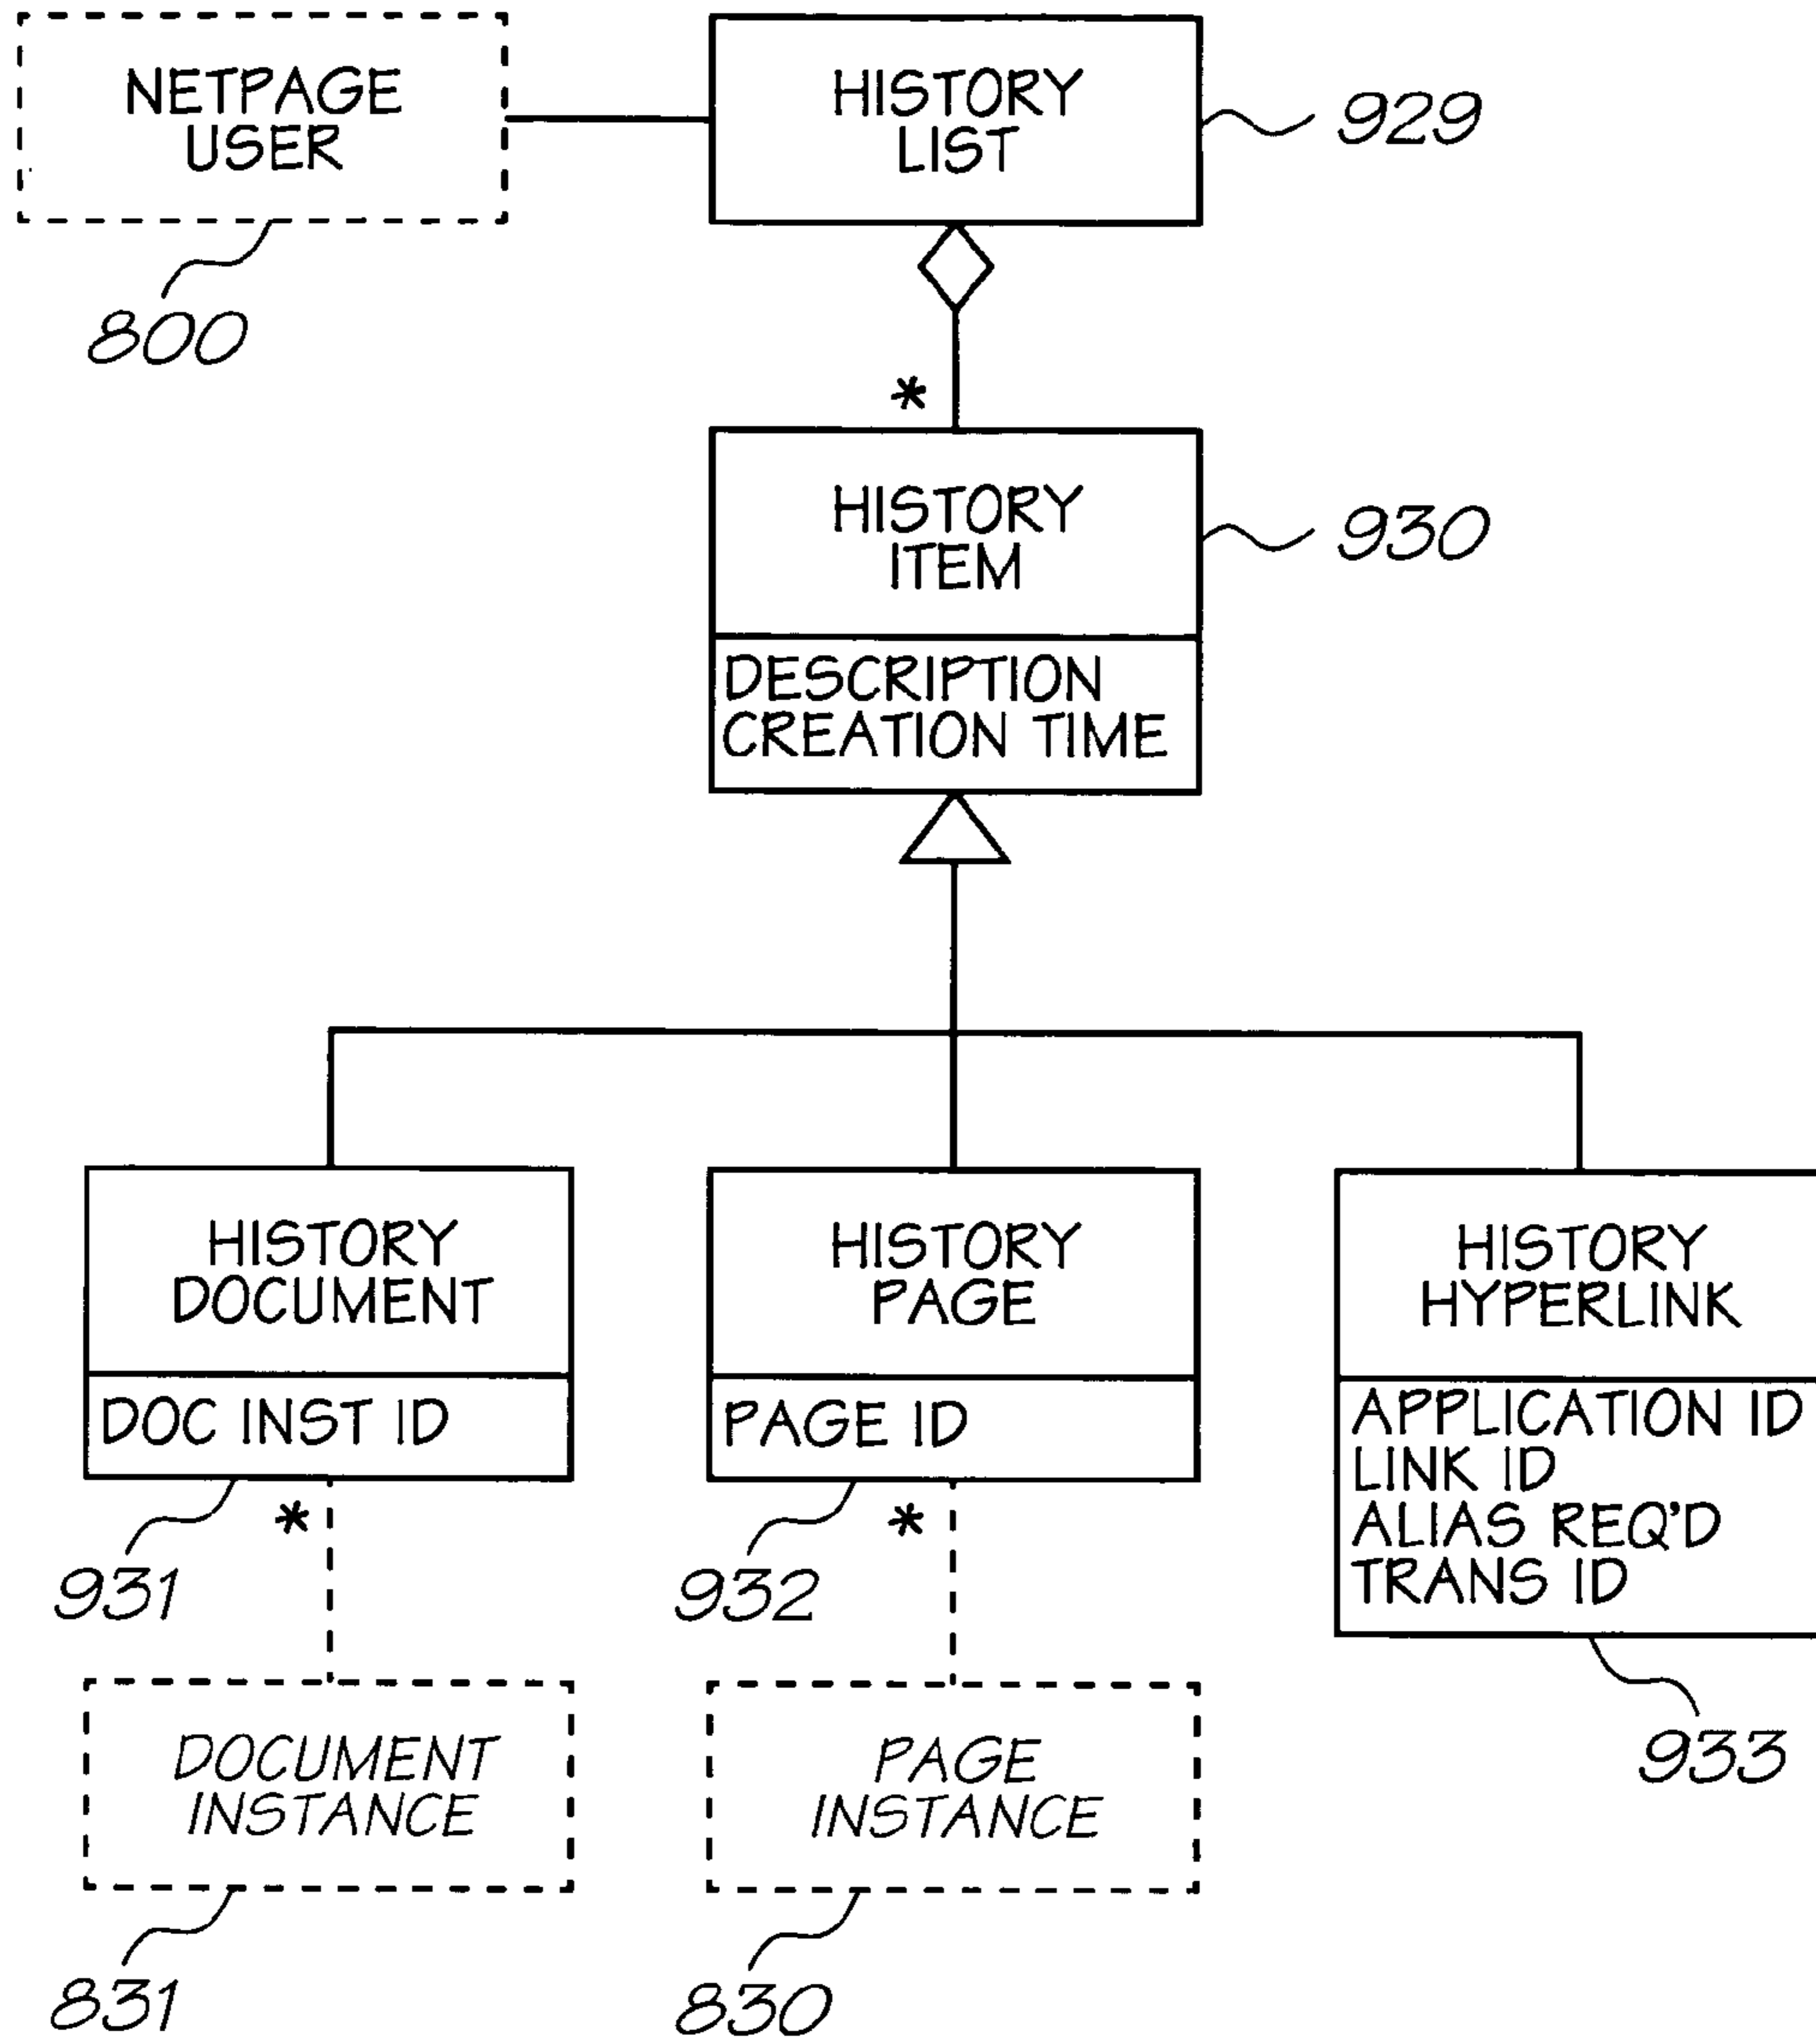 NETPAGE
USER
800
HISTORY
LIST
929
*
HISTORY
ITEM
930
DESCRIPTION
CREATION TIME
HISTORY
DOCUMENT
DOC INST ID
931
*
HISTORY
PAGE
PAGE ID
932
*
HISTORY
HYPERLINK
APPLICATION ID
LINK ID
ALIAS REQ'D
TRANS ID
933
DOCUMENT
INSTANCE
831
PAGE
INSTANCE
830